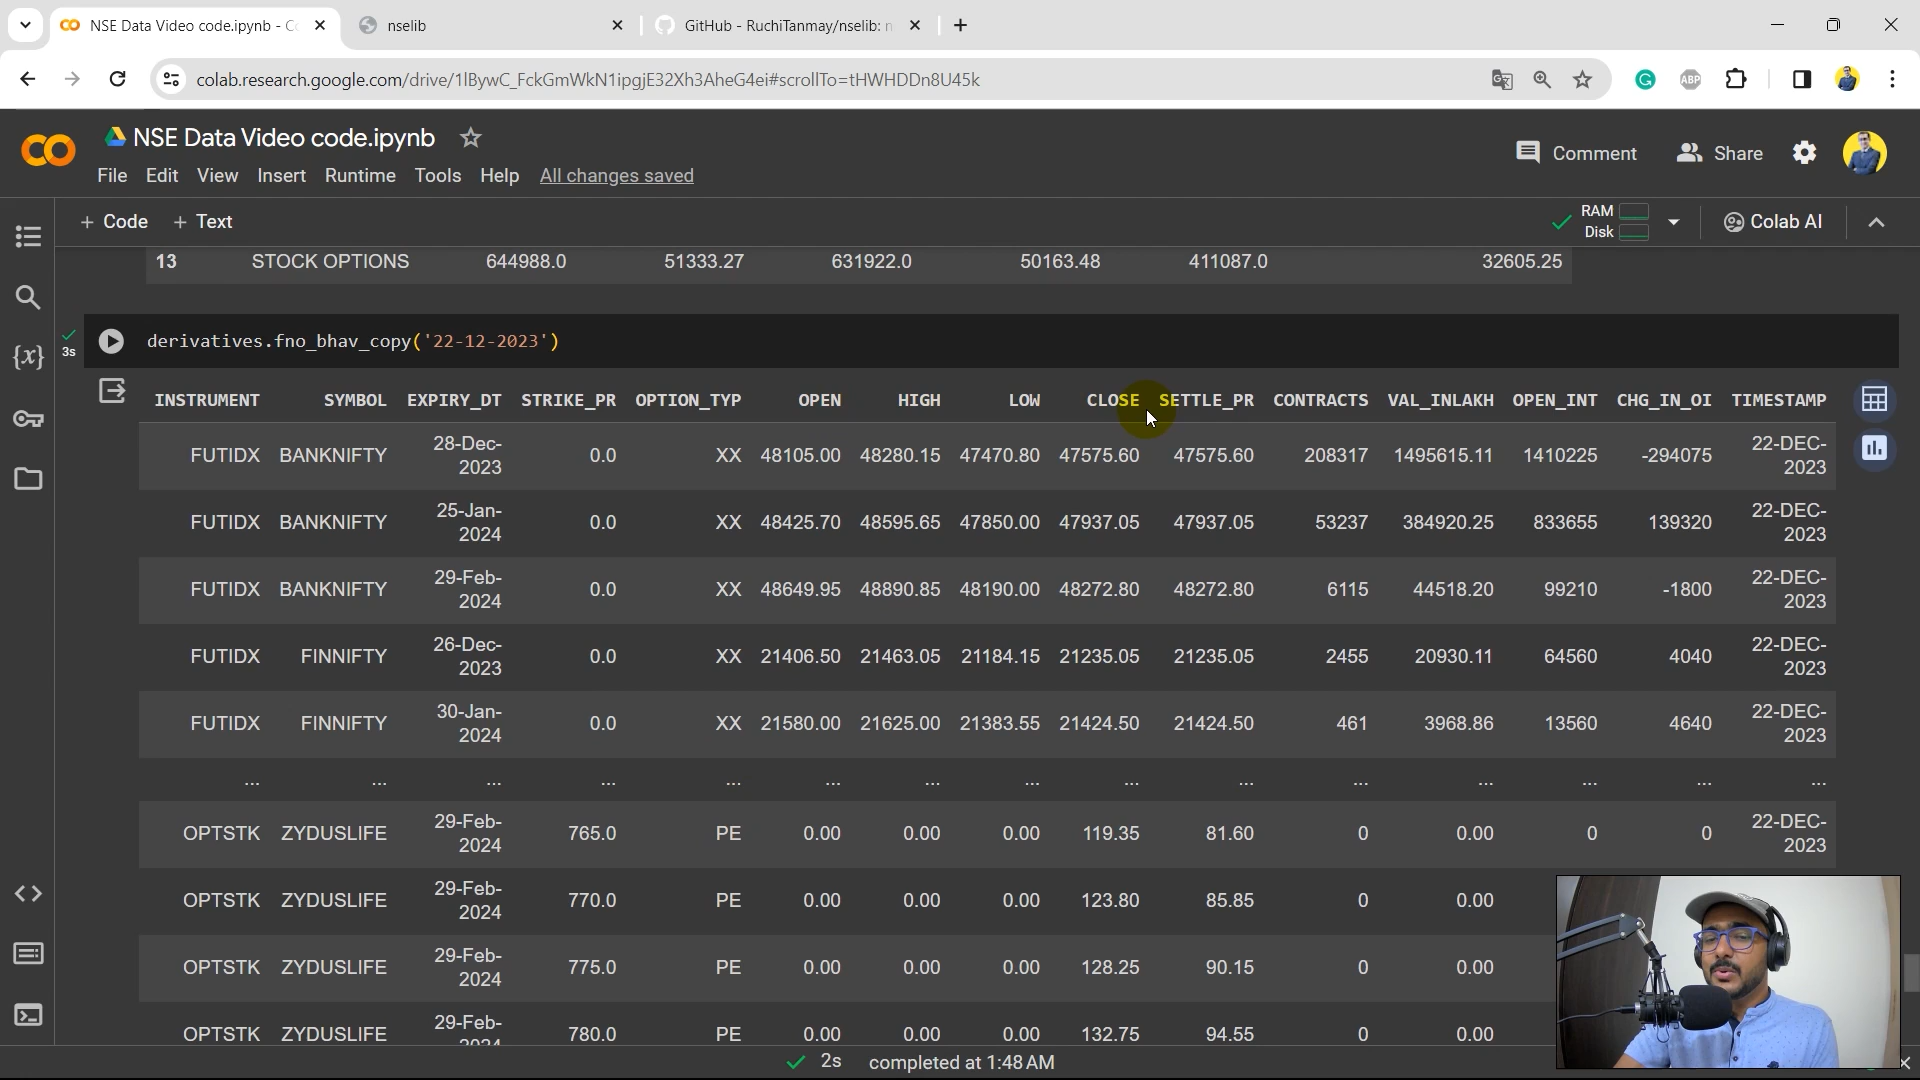 NSE Data Video code.ipynb - C
nselib
GitHub - RuchiTanmay/nselib: n
colab.research.google.com/drive/1lBywC_FckGmWkN1ipgjE32Xh3AheG4ei#scrollTo=tHWHDDn8U45k
ABP
NSE Data Video code.ipynb
Comment
Share
File Edit View Insert Runtime Tools Help All changes saved
+ Code + Text
RAM
Disk
Colab AI
13 STOCK OPTIONS 644988.0 51333.27 631922.0 50163.48 411087.0 32605.25
3s
derivatives.fno_bhav_copy('22-12-2023')
INSTRUMENT SYMBOL EXPIRY_DT STRIKE_PR OPTION_TYP OPEN HIGH LOW CLOSE SETTLE_PR CONTRACTS VAL_INLAKH OPEN_INT CHG_IN_OI TIMESTAMP
FUTIDX BANKNIFTY 28-Dec-2023 0.0 XX 48105.00 48280.15 47470.80 47575.60 47575.60 208317 1495615.11 1410225 -294075 22-DEC-2023
FUTIDX BANKNIFTY 25-Jan-2024 0.0 XX 48425.70 48595.65 47850.00 47937.05 47937.05 53237 384920.25 833655 139320 22-DEC-2023
FUTIDX BANKNIFTY 29-Feb-2024 0.0 XX 48649.95 48890.85 48190.00 48272.80 48272.80 6115 44518.20 99210 -1800 22-DEC-2023
FUTIDX FINNIFTY 26-Dec-2023 0.0 XX 21406.50 21463.05 21184.15 21235.05 21235.05 2455 20930.11 64560 4040 22-DEC-2023
FUTIDX FINNIFTY 30-Jan-2024 0.0 XX 21580.00 21625.00 21383.55 21424.50 21424.50 461 3968.86 13560 4640 22-DEC-2023
... ... ... ... ... ... ... ... ... ... ... ... ... ... ...
OPTSTK ZYDUSLIFE 29-Feb-2024 765.0 PE 0.00 0.00 0.00 119.35 81.60 0 0.00 0 0 22-DEC-2023
OPTSTK ZYDUSLIFE 29-Feb-2024 770.0 PE 0.00 0.00 0.00 123.80 85.85 0 0.00
OPTSTK ZYDUSLIFE 29-Feb-2024 775.0 PE 0.00 0.00 0.00 128.25 90.15 0 0.00
OPTSTK ZYDUSLIFE 29-Feb-2024 780.0 PE 0.00 0.00 0.00 132.75 94.55 0 0.00
2s completed at 1:48 AM